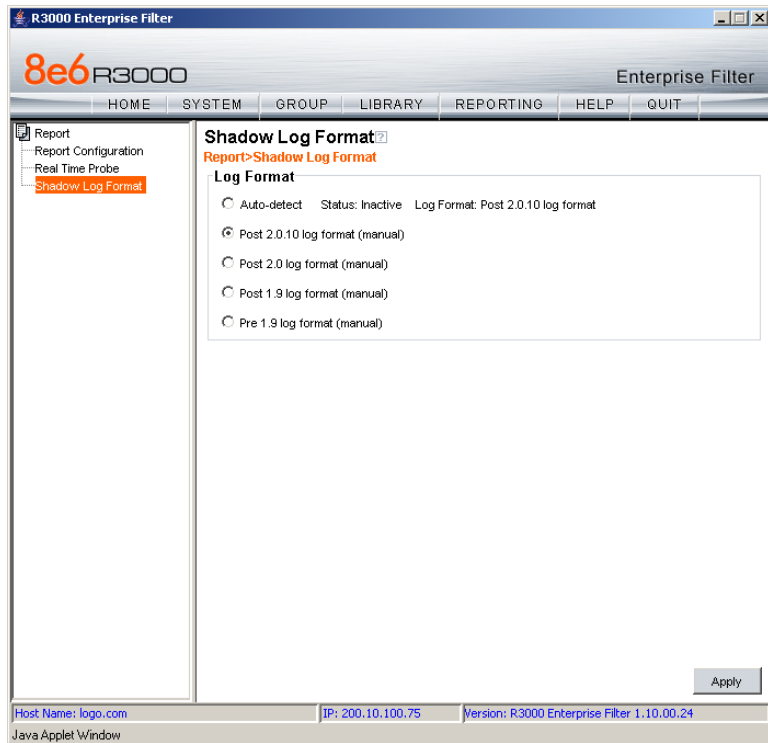 R3000 Enterprise Filter
8e6 R3000
Enterprise Filter
HOME SYSTEM GROUP LIBRARY REPORTING HELP QUIT
Report
Report Configuration
Real Time Probe
Shadow Log Format
Shadow Log Format ?
Report>Shadow Log Format
Log Format
Auto-detect Status: Inactive Log Format: Post 2.0.10 log format
Post 2.0.10 log format (manual)
Post 2.0 log format (manual)
Post 1.9 log format (manual)
Pre 1.9 log format (manual)
Apply
Host Name: logo.com IP: 200.10.100.75 Version: R3000 Enterprise Filter 1.10.00.24
Java Applet Window